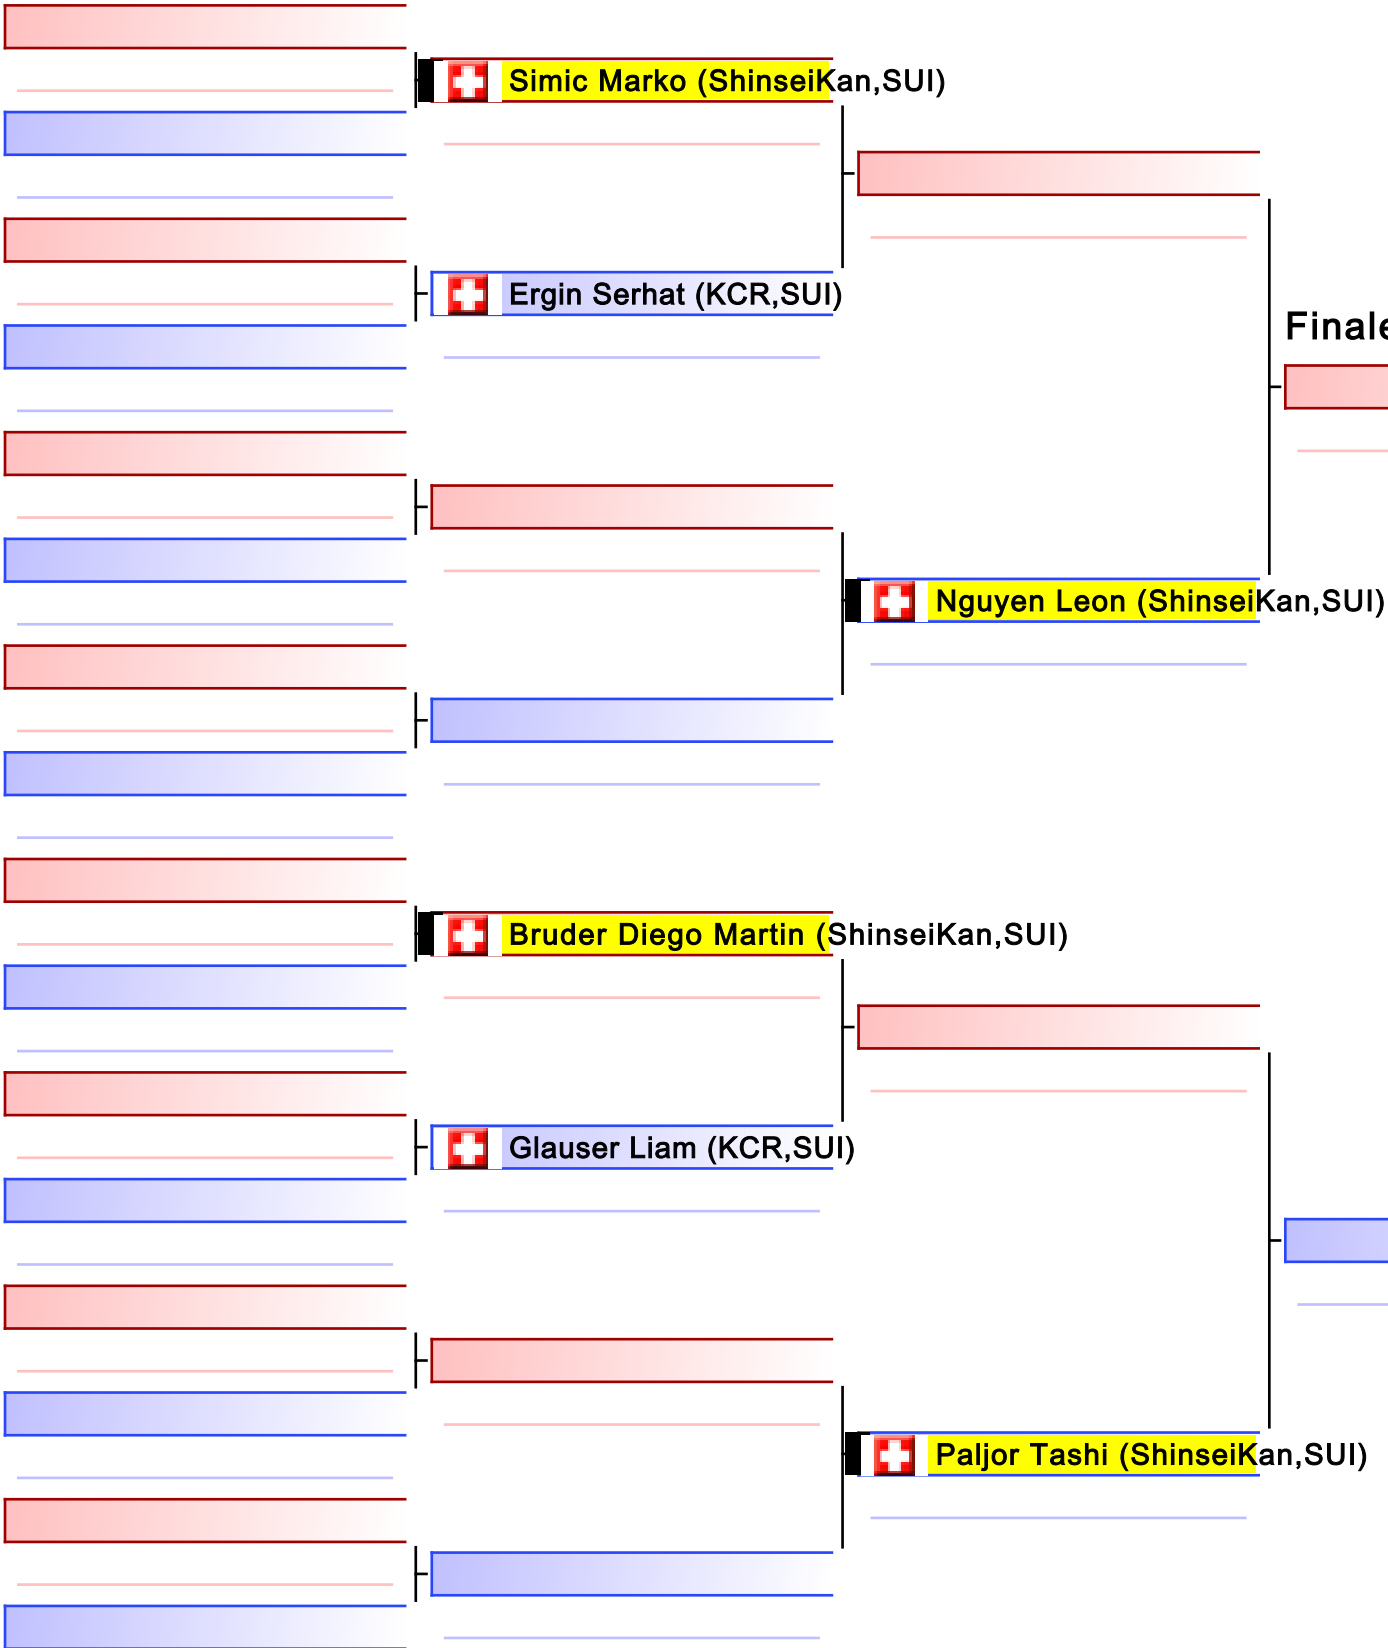 Simic Marko (ShinseiKan,SUI)
Ergin Serhat (KCR,SUI)
Finale
Nguyen Leon (ShinseiKan,SUI)
Bruder Diego Martin (ShinseiKan,SUI)
Glauser Liam (KCR,SUI)
Paljor Tashi (ShinseiKan,SUI)